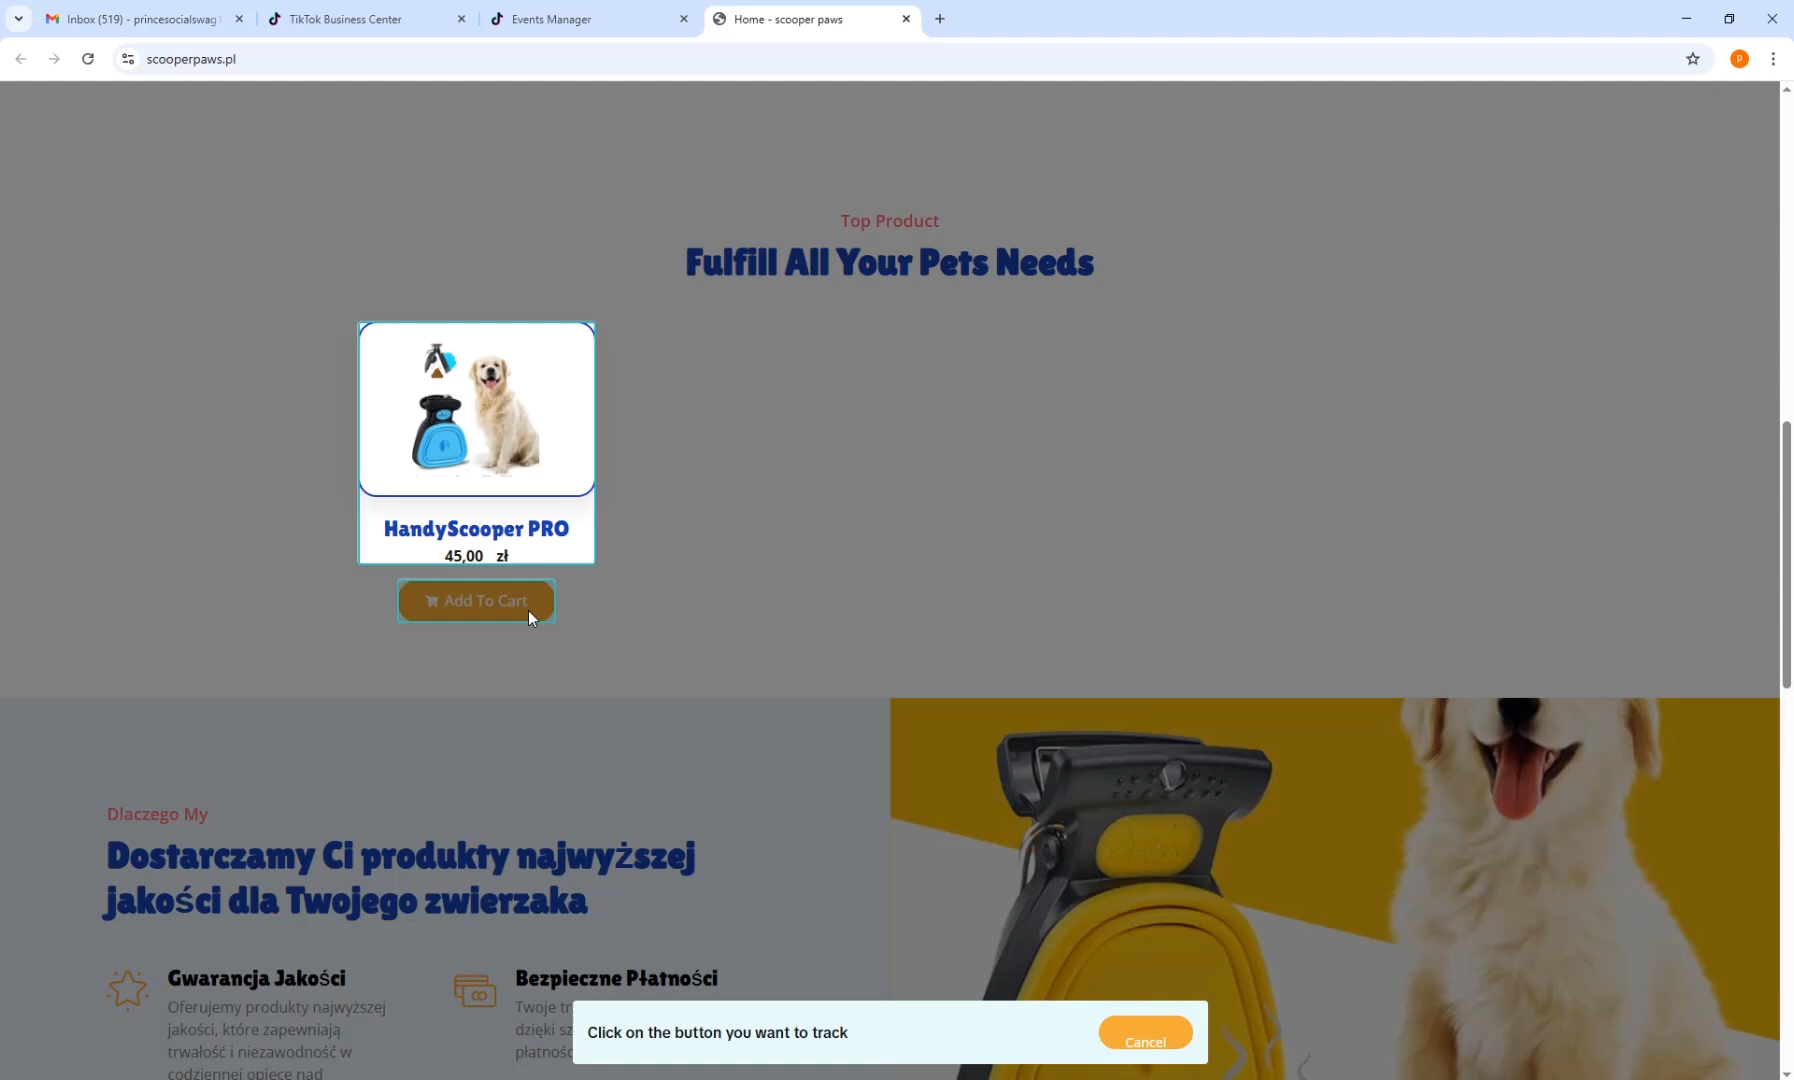 Inbox (519) - princesocialswag
TikTok Business Center
Events Manager
Home - scooper paws
scooperpaws.pl
P
Top Product
Fulfill All Your Pets Needs
HandyScooper PRO
45,00 zł
Add To Cart
Dlaczego My
Dostarczamy Ci produkty najwyższej
jakości dla Twojego zwierzaka
Gwarancja Jakości
Oferujemy produkty najwyższej
jakości, które zapewniają
trwałość i niezawodność w
codziennej opiece nad
Bezpieczne Płatności
Twoje
dzięki
płatnoś
Click on the button you want to track
Cancel